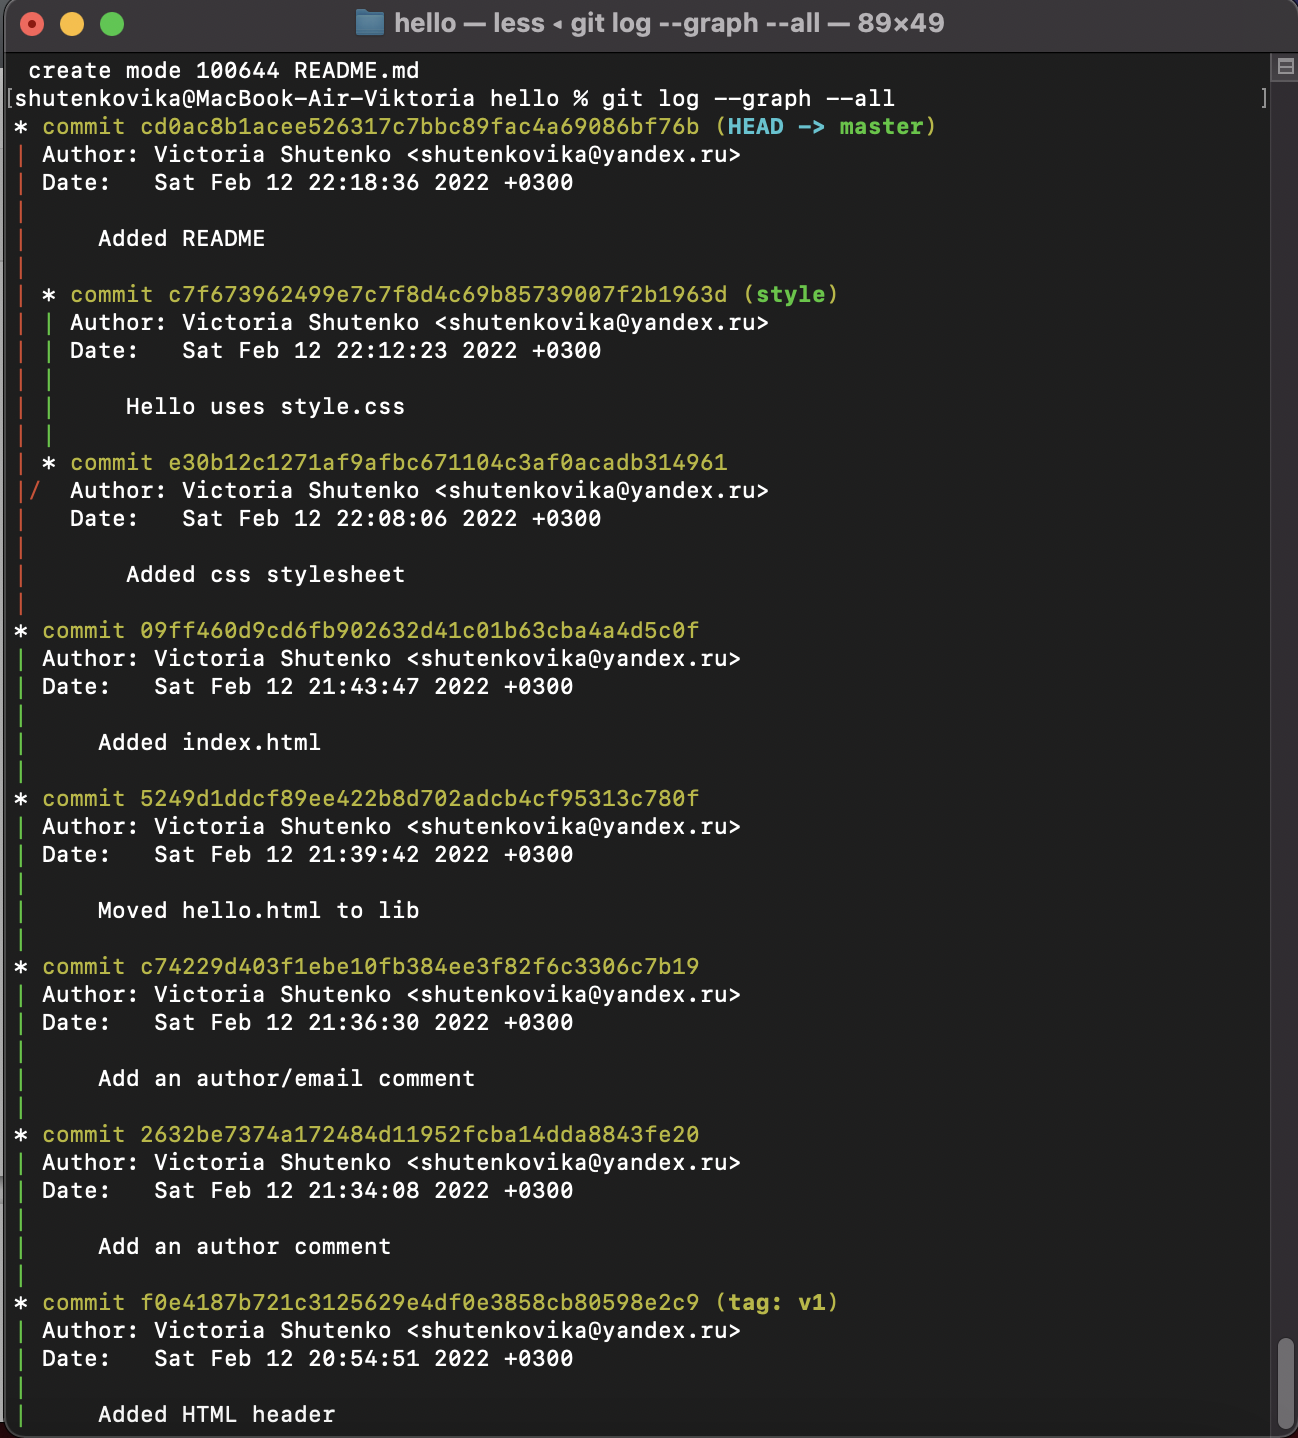 hello — less ◂ git log --graph --all — 89×49
create mode 100644 README.md
[shutenkovika@MacBook-Air-Viktoria hello % git log --graph --all ]
* commit cd0ac8b1acee526317c7bbc89fac4a69086bf76b (HEAD -> master)
| Author: Victoria Shutenko <shutenkovika@yandex.ru>
| Date:   Sat Feb 12 22:18:36 2022 +0300
|
|     Added README
|
| * commit c7f673962499e7c7f8d4c69b85739007f2b1963d (style)
| | Author: Victoria Shutenko <shutenkovika@yandex.ru>
| | Date:   Sat Feb 12 22:12:23 2022 +0300
| |
| |     Hello uses style.css
| |
| * commit e30b12c1271af9afbc671104c3af0acadb314961
|/  Author: Victoria Shutenko <shutenkovika@yandex.ru>
|   Date:   Sat Feb 12 22:08:06 2022 +0300
|
|       Added css stylesheet
|
* commit 09ff460d9cd6fb902632d41c01b63cba4a4d5c0f
| Author: Victoria Shutenko <shutenkovika@yandex.ru>
| Date:   Sat Feb 12 21:43:47 2022 +0300
|
|     Added index.html
|
* commit 5249d1ddcf89ee422b8d702adcb4cf95313c780f
| Author: Victoria Shutenko <shutenkovika@yandex.ru>
| Date:   Sat Feb 12 21:39:42 2022 +0300
|
|     Moved hello.html to lib
|
* commit c74229d403f1ebe10fb384ee3f82f6c3306c7b19
| Author: Victoria Shutenko <shutenkovika@yandex.ru>
| Date:   Sat Feb 12 21:36:30 2022 +0300
|
|     Add an author/email comment
|
* commit 2632be7374a172484d11952fcba14dda8843fe20
| Author: Victoria Shutenko <shutenkovika@yandex.ru>
| Date:   Sat Feb 12 21:34:08 2022 +0300
|
|     Add an author comment
|
* commit f0e4187b721c3125629e4df0e3858cb80598e2c9 (tag: v1)
| Author: Victoria Shutenko <shutenkovika@yandex.ru>
| Date:   Sat Feb 12 20:54:51 2022 +0300
|
|     Added HTML header